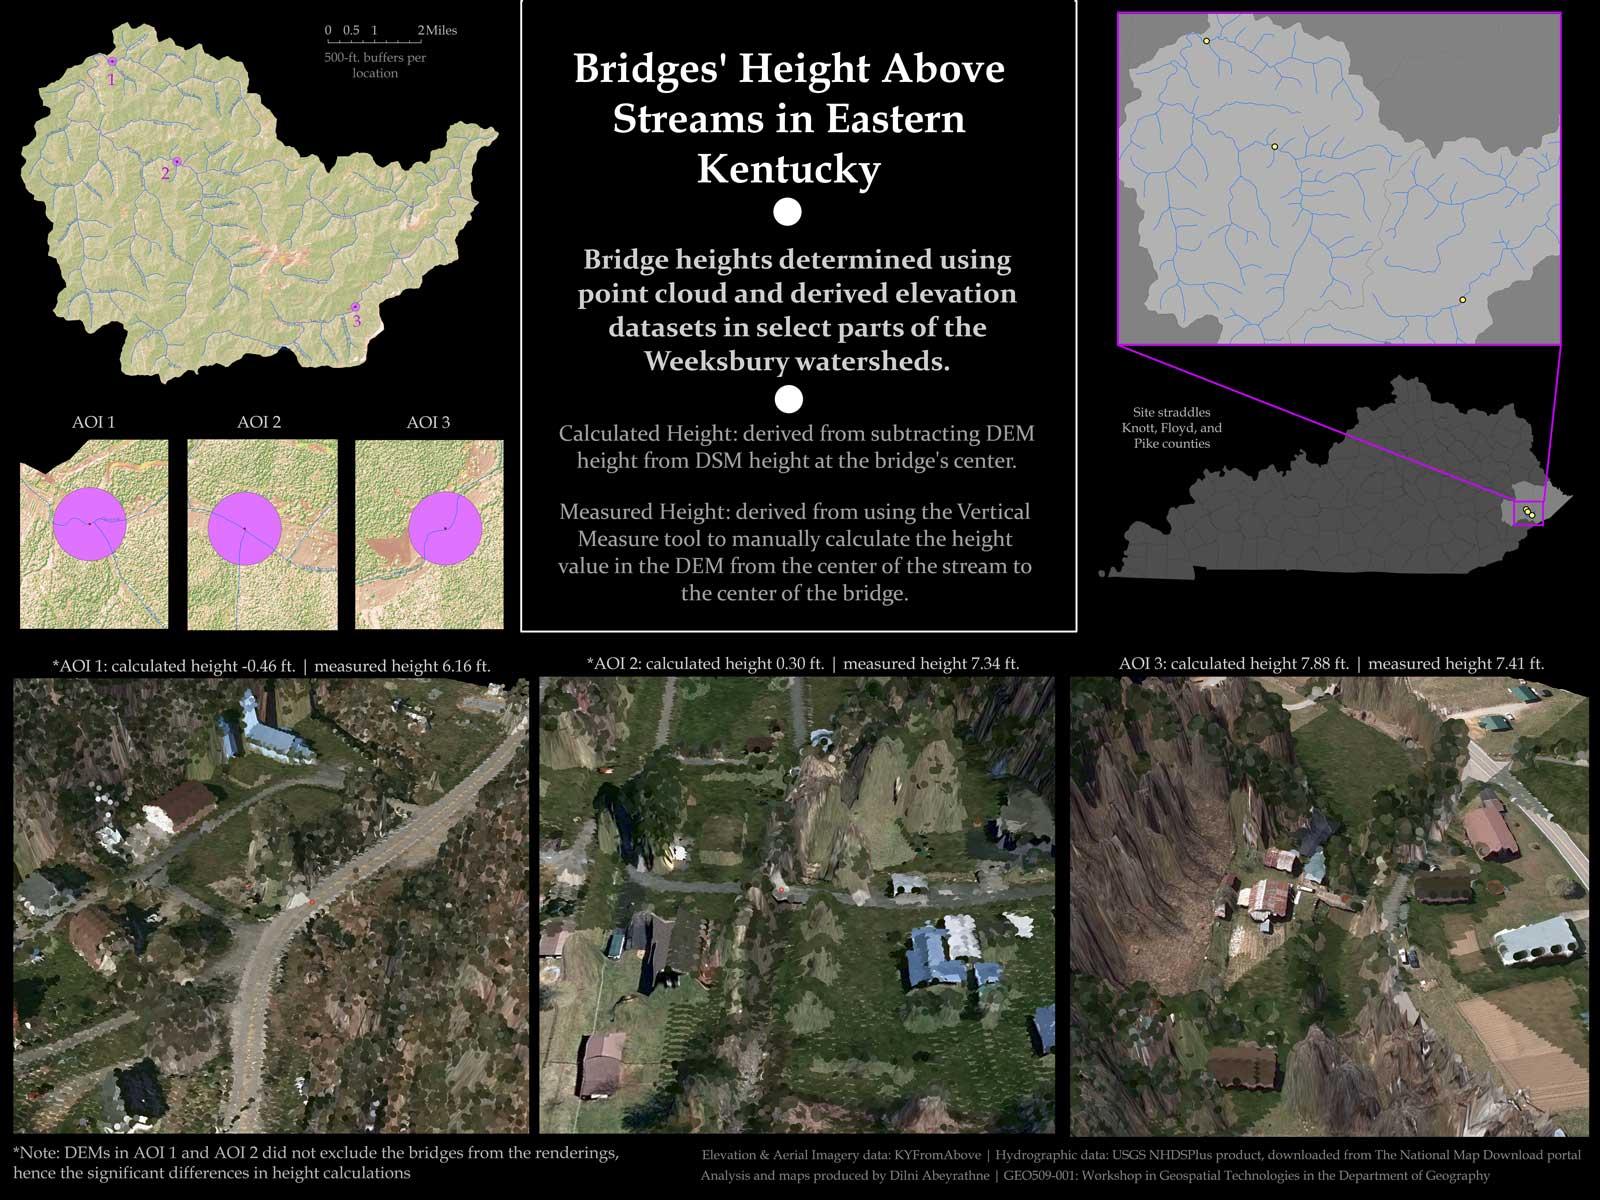 0 0.5 1 2 Miles
500-ft. buffers per
location
1
2
3
Bridges' Height Above
Streams in Eastern
Kentucky
Bridge heights determined using
point cloud and derived elevation
datasets in select parts of the
Weeksbury watersheds.
Calculated Height: derived from subtracting DEM
height from DSM height at the bridge's center.
Measured Height: derived from using the Vertical
Measure tool to manually calculate the height
value in the DEM from the center of the stream to
the center of the bridge.
Site straddles
Knott, Floyd, and
Pike counties
AOI 1
AOI 2
AOI 3
*AOI 1: calculated height -0.46 ft. | measured height 6.16 ft.
*AOI 2: calculated height 0.30 ft. | measured height 7.34 ft.
AOI 3: calculated height 7.88 ft. | measured height 7.41 ft.
*Note: DEMs in AOI 1 and AOI 2 did not exclude the bridges from the renderings,
hence the significant differences in height calculations
Elevation & Aerial Imagery data: KYFromAbove | Hydrographic data: USGS NHDSPlus product, downloaded from The National Map Download portal
Analysis and maps produced by Dilni Abeyrathne | GEO509-001: Workshop in Geospatial Technologies in the Department of Geography